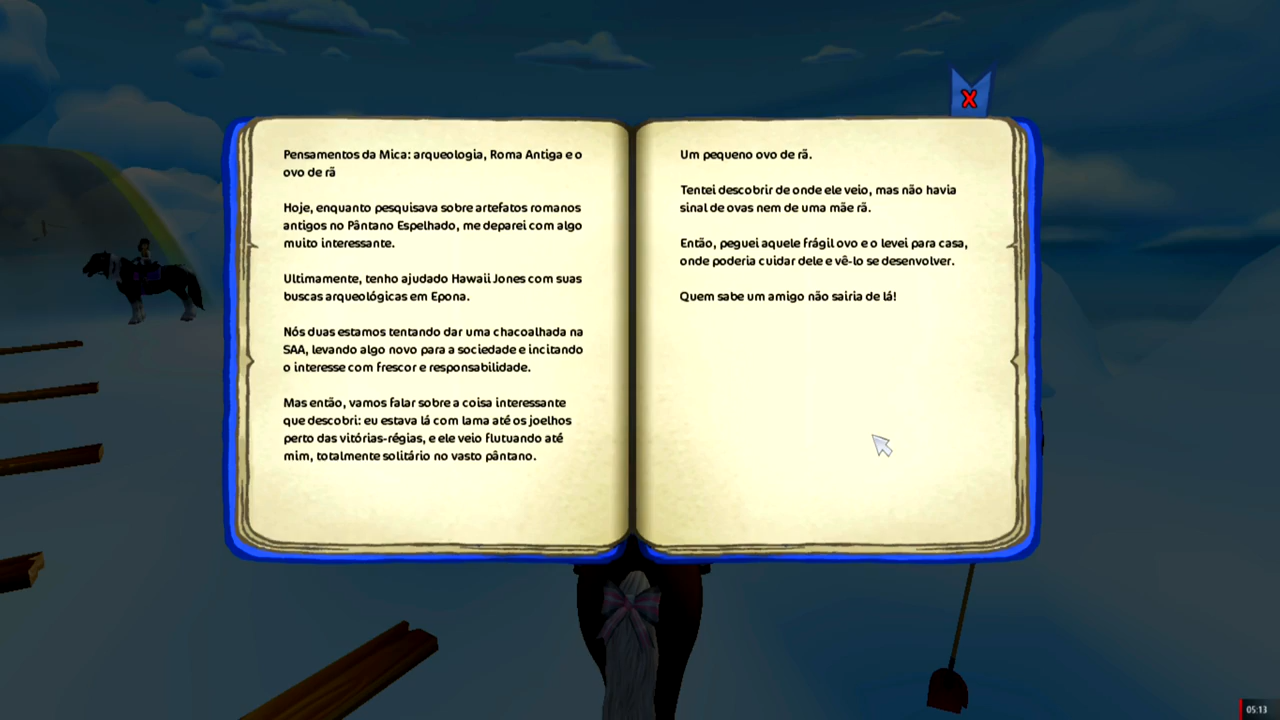 X
Pensamentos da Mica: arqueologia, Roma Antiga e o
ovo de rã
Hoje, enquanto pesquisava sobre artefatos romanos
antigos no Pântano Espelhado, me deparei com algo
muito interessante.
Ultimamente, tenho ajudado Hawaii Jones com suas
buscas arqueológicas em Epona.
Nós duas estamos tentando dar uma chacoalhada na
SAA, levando algo novo para a sociedade e incitando
o interesse com frescor e responsabilidade.
Mas então, vamos falar sobre a coisa interessante
que descobri: eu estava lá com lama até os joelhos
perto das vitórias-régias, e ele veio flutuando até
mim, totalmente solitário no vasto pântano.
Um pequeno ovo de rã.
Tentei descobrir de onde ele veio, mas não havia
sinal de ovas nem de uma mãe rã.
Então, peguei aquele frágil ovo e o levei para casa,
onde poderia cuidar dele e vê-lo se desenvolver.
Quem sabe um amigo não sairia de lá!
05:13